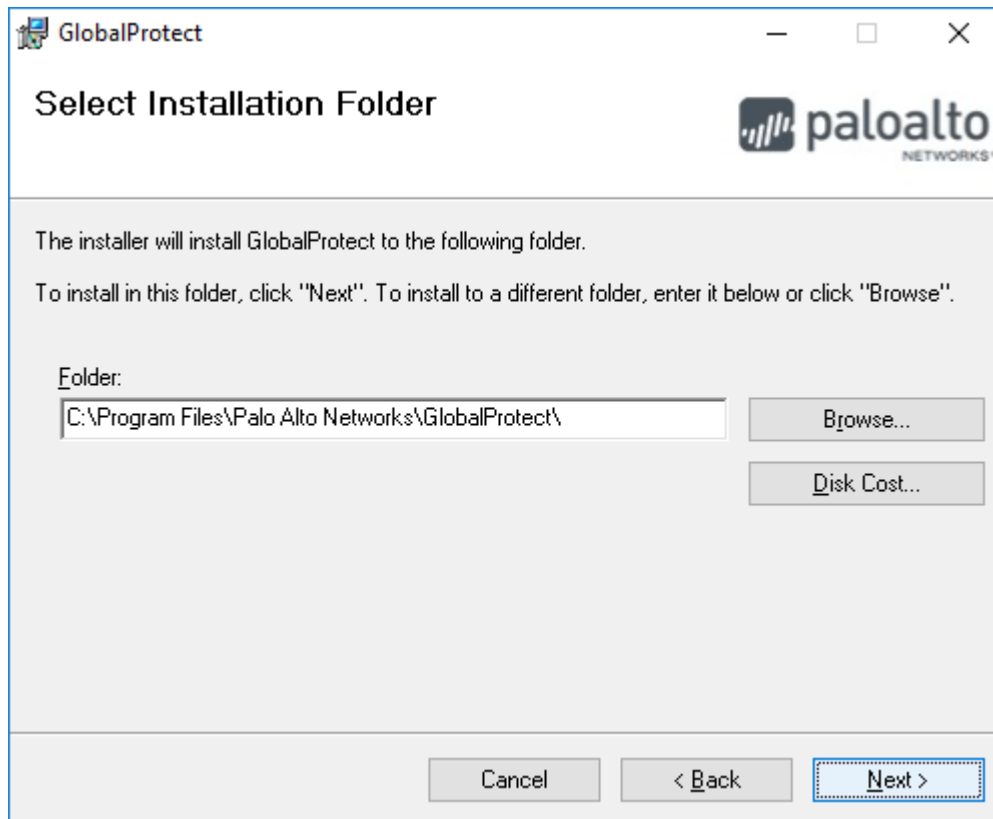 GlobalProtect
Select Installation Folder
paloalto
NETWORKS
The installer will install GlobalProtect to the following folder.
To install in this folder, click "Next". To install to a different folder, enter it below or click "Browse".
Folder:
C:\Program Files\Palo Alto Networks\GlobalProtect\
Browse...
Disk Cost...
Cancel
< Back
Next >